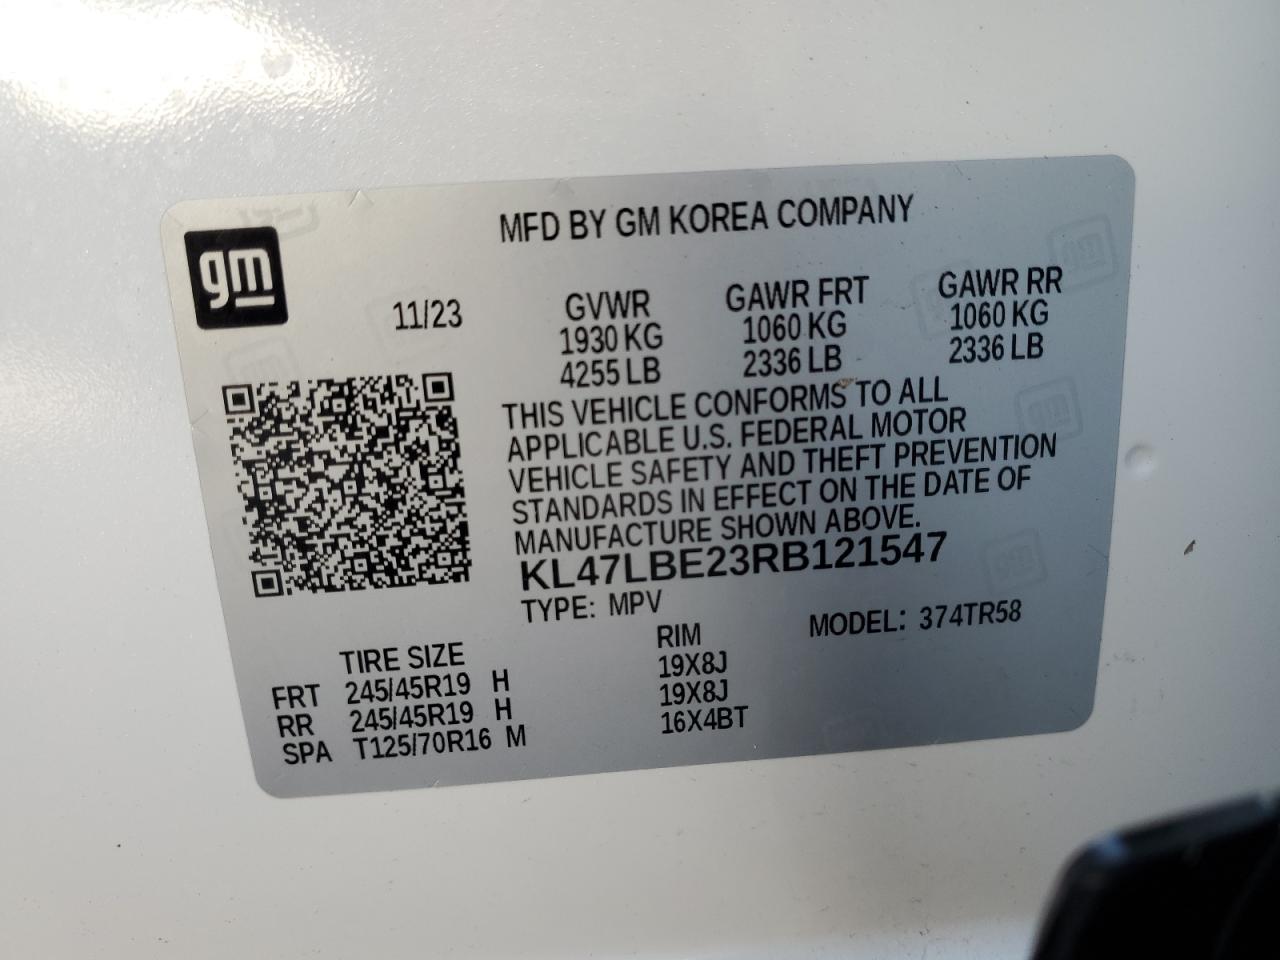 MFD BY GM KOREA COMPANY
gm
11/23
GVWR GAWR FRT GAWR RR
1930 KG 1060 KG 1060 KG
4255 LB 2336 LB 2336 LB
THIS VEHICLE CONFORMS TO ALL
APPLICABLE U.S. FEDERAL MOTOR
VEHICLE SAFETY AND THEFT PREVENTION
STANDARDS IN EFFECT ON THE DATE OF
MANUFACTURE SHOWN ABOVE.
KL47LBE23RB121547
TYPE: MPV MODEL: 374TR58
TIRE SIZE RIM
FRT 245/45R19 H 19X8J
RR 245/45R19 H 19X8J
SPA T125/70R16 M 16X4BT